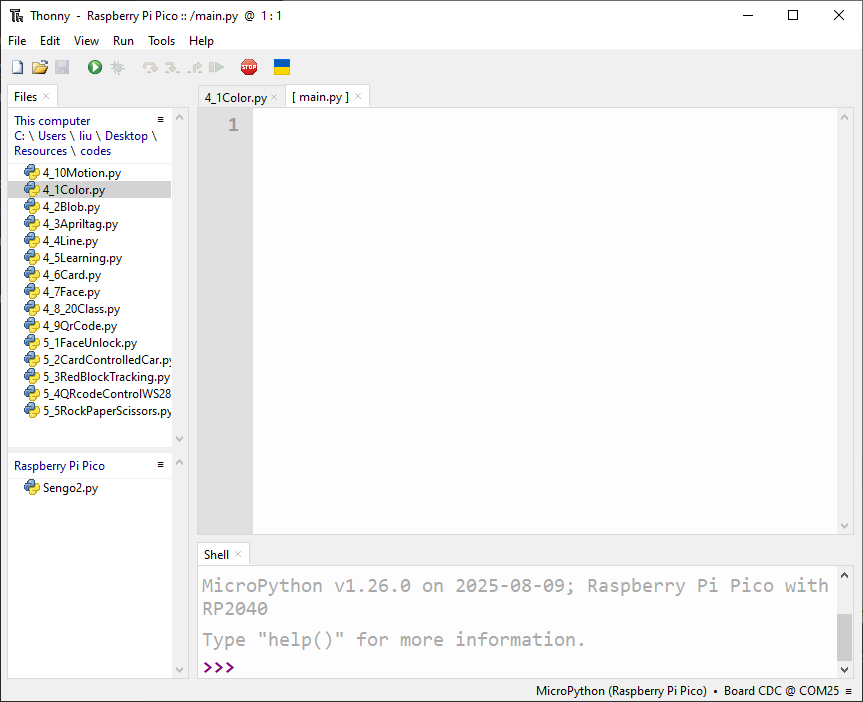 Thonny - Raspberry Pi Pico :: /main.py @ 1 : 1
File Edit View Run Tools Help
STOP
Files
4_1Color.py
[ main.py ]
This computer
C: \ Users \ liu \ Desktop \
Resources \ codes
4_10Motion.py
4_1Color.py
4_2Blob.py
4_3Apriltag.py
4_4Line.py
4_5Learning.py
4_6Card.py
4_7Face.py
4_8_20Class.py
4_9QrCode.py
5_1FaceUnlock.py
5_2CardControlledCar.py
5_3RedBlockTracking.py
5_4QRcodeControlWS28
5_5RockPaperScissors.py
Raspberry Pi Pico
Sengo2.py
1
Shell
MicroPython v1.26.0 on 2025-08-09; Raspberry Pi Pico with
RP2040
Type "help()" for more information.
>>>
MicroPython (Raspberry Pi Pico) • Board CDC @ COM25 ≡